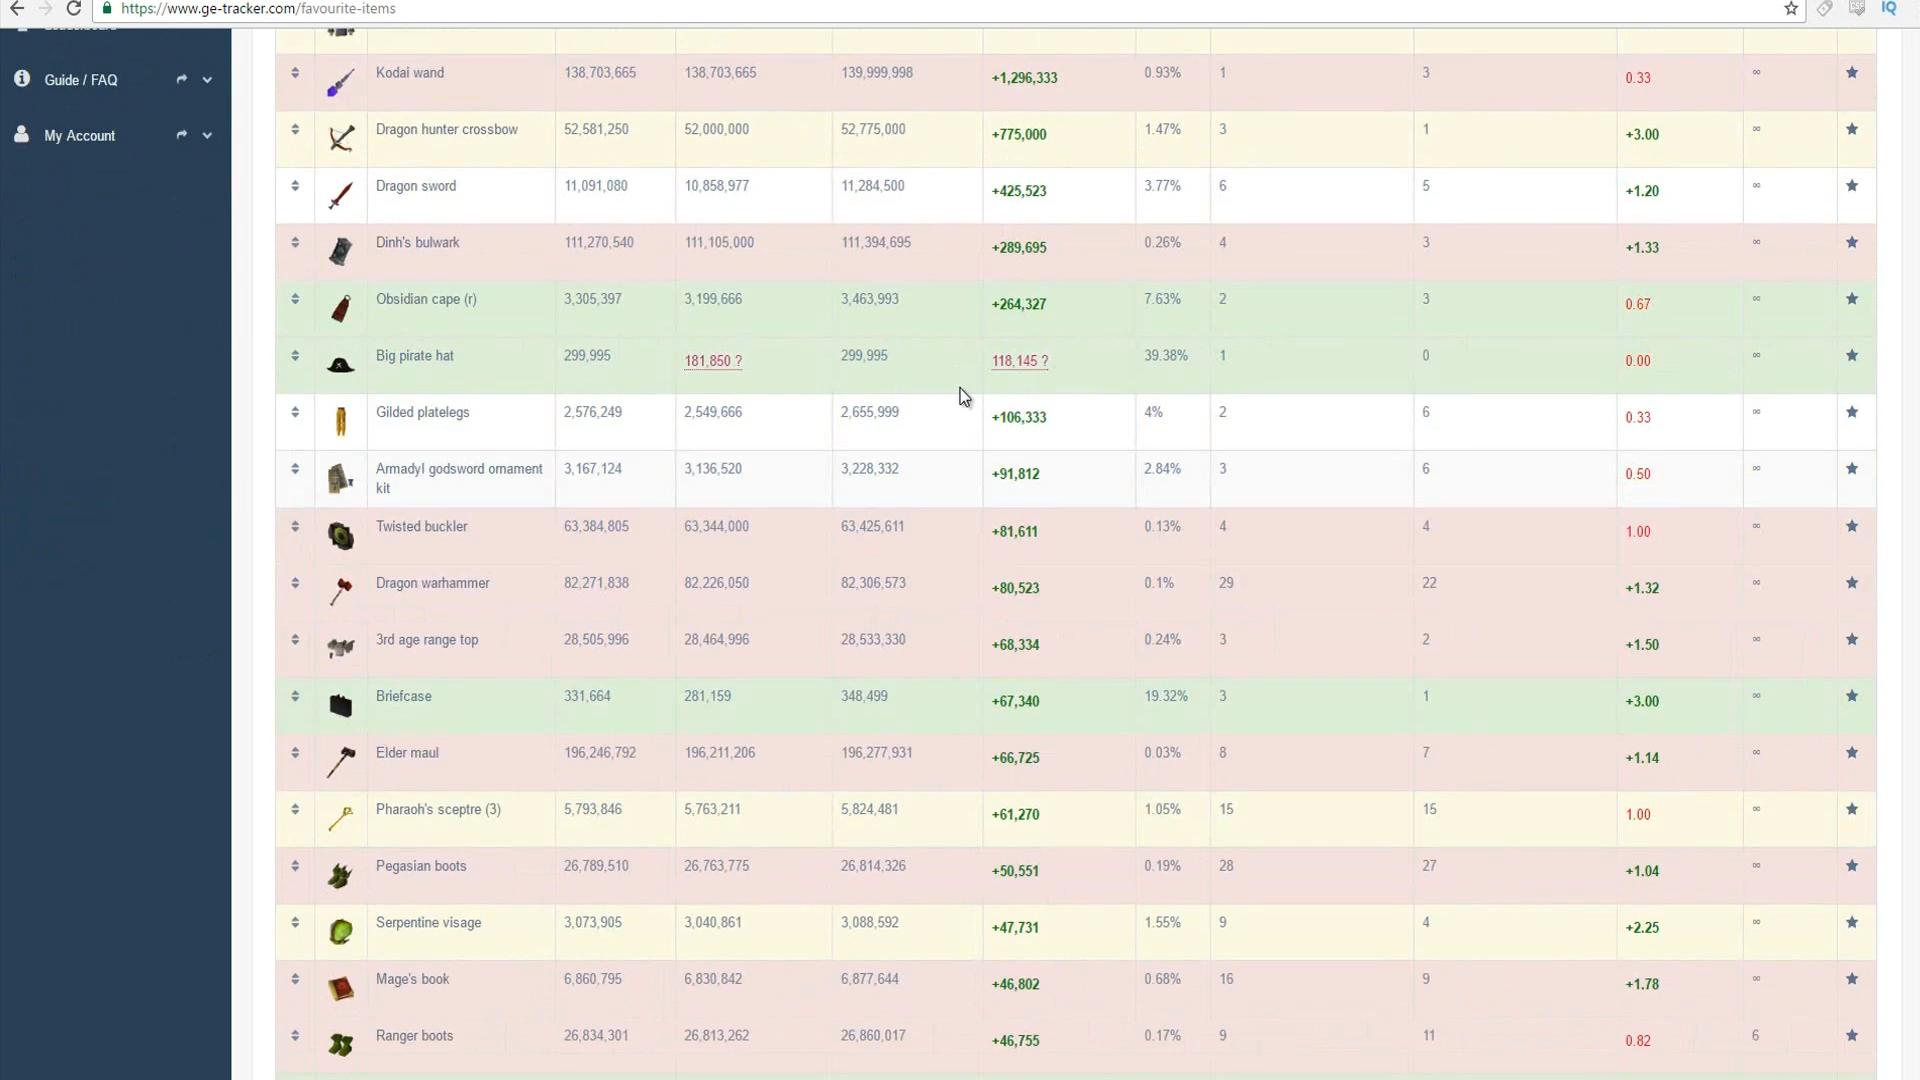 https://www.ge-tracker.com/favourite-items
CSF
IQ
Guide / FAQ
My Account
Kodai wand 138,703,665 138,703,665 139,999,998 +1,296,333 0.93% 1 3 0.33 ∞
Dragon hunter crossbow 52,581,250 52,000,000 52,775,000 +775,000 1.47% 3 1 +3.00 ∞
Dragon sword 11,091,080 10,858,977 11,284,500 +425,523 3.77% 6 5 +1.20 ∞
Dinh's bulwark 111,270,540 111,105,000 111,394,695 +289,695 0.26% 4 3 +1.33 ∞
Obsidian cape (r) 3,305,397 3,199,666 3,463,993 +264,327 7.63% 2 3 0.67 ∞
Big pirate hat 299,995 181,850 ? 299,995 118,145 ? 39.38% 1 0 0.00 ∞
Gilded platelegs 2,576,249 2,549,666 2,655,999 +106,333 4% 2 6 0.33 ∞
Armadyl godsword ornament kit 3,167,124 3,136,520 3,228,332 +91,812 2.84% 3 6 0.50 ∞
Twisted buckler 63,384,805 63,344,000 63,425,611 +81,611 0.13% 4 4 1.00 ∞
Dragon warhammer 82,271,838 82,226,050 82,306,573 +80,523 0.1% 29 22 +1.32 ∞
3rd age range top 28,505,996 28,464,996 28,533,330 +68,334 0.24% 3 2 +1.50 ∞
Briefcase 331,664 281,159 348,499 +67,340 19.32% 3 1 +3.00 ∞
Elder maul 196,246,792 196,211,206 196,277,931 +66,725 0.03% 8 7 +1.14 ∞
Pharaoh's sceptre (3) 5,793,846 5,763,211 5,824,481 +61,270 1.05% 15 15 1.00 ∞
Pegasian boots 26,789,510 26,763,775 26,814,326 +50,551 0.19% 28 27 +1.04 ∞
Serpentine visage 3,073,905 3,040,861 3,088,592 +47,731 1.55% 9 4 +2.25 ∞
Mage's book 6,860,795 6,830,842 6,877,644 +46,802 0.68% 16 9 +1.78 ∞
Ranger boots 26,834,301 26,813,262 26,860,017 +46,755 0.17% 9 11 0.82 6